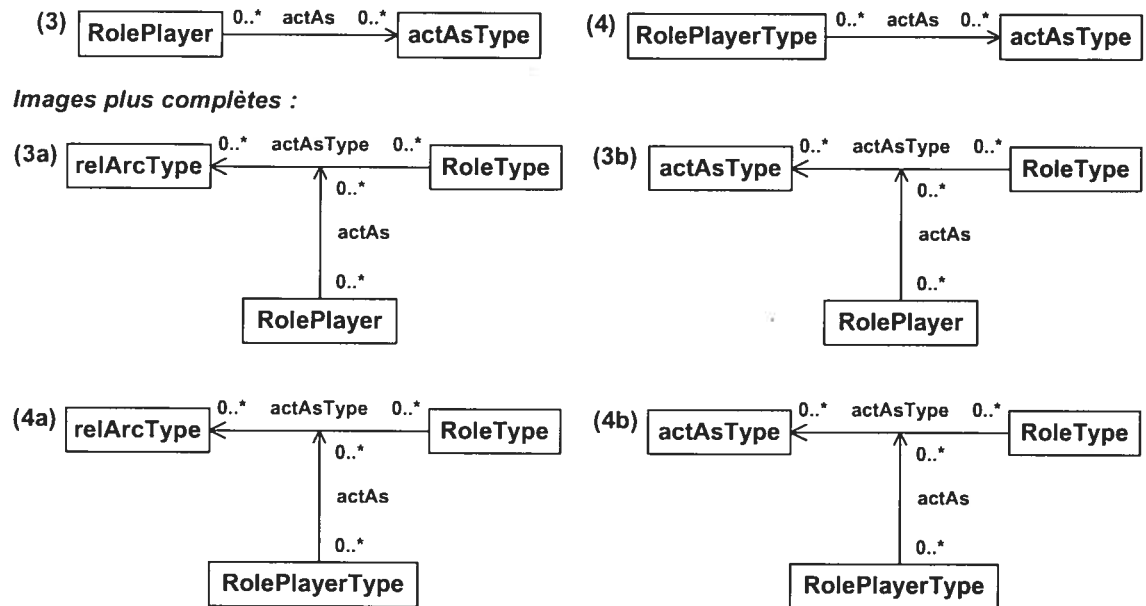 (3) RolePlayer 0..* actAs 0..* actAsType (4) RolePlayerType 0..* actAs 0..* actAsType
Images plus complètes :
(3a) relArcType 0..* actAsType 0..* RoleType
0..*
actAs
0..*
RolePlayer
(3b) actAsType 0..* actAsType 0..* RoleType
0..*
actAs
0..*
RolePlayer
(4a) relArcType 0..* actAsType 0..* RoleType
0..*
actAs
0..*
RolePlayerType
(4b) actAsType 0..* actAsType 0..* RoleType
0..*
actAs
0..*
RolePlayerType